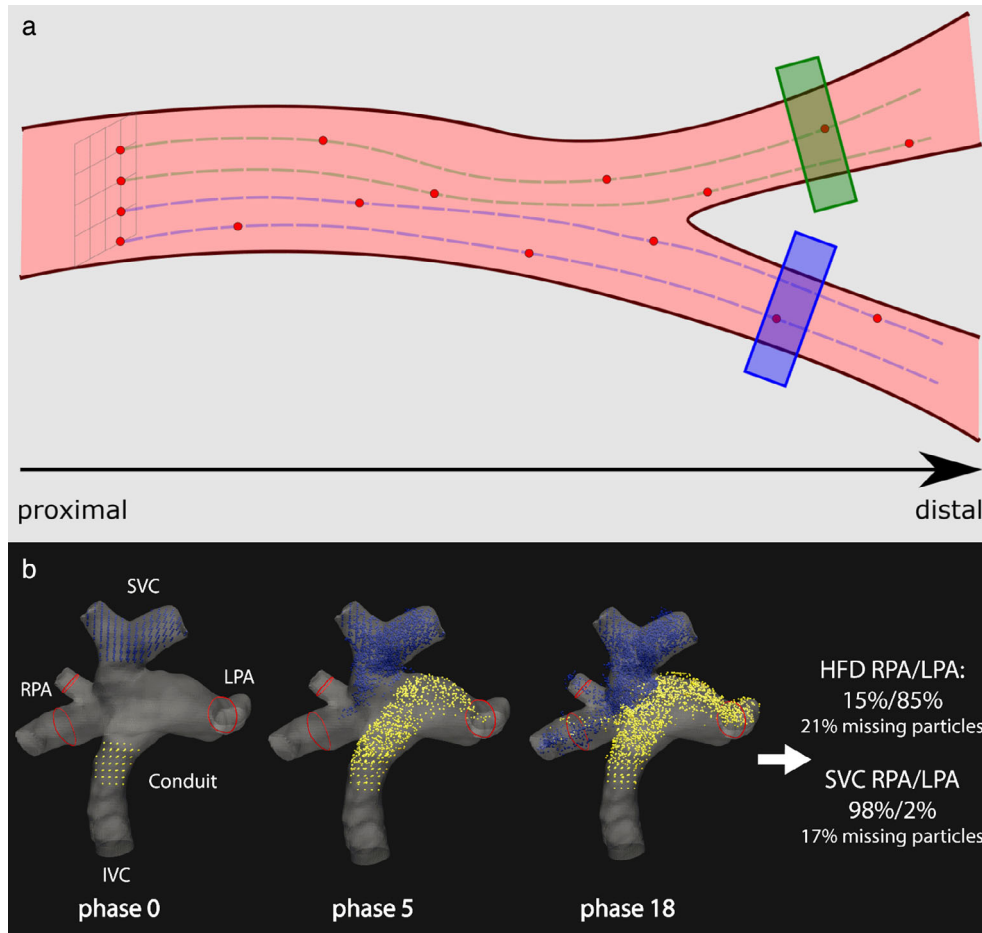 a
proximal
distal
b
SVC
RPA
LPA
Conduit
IVC
phase 0
phase 5
phase 18
HFD RPA/LPA:
15%/85%
21% missing particles
SVC RPA/LPA
98%/2%
17% missing particles